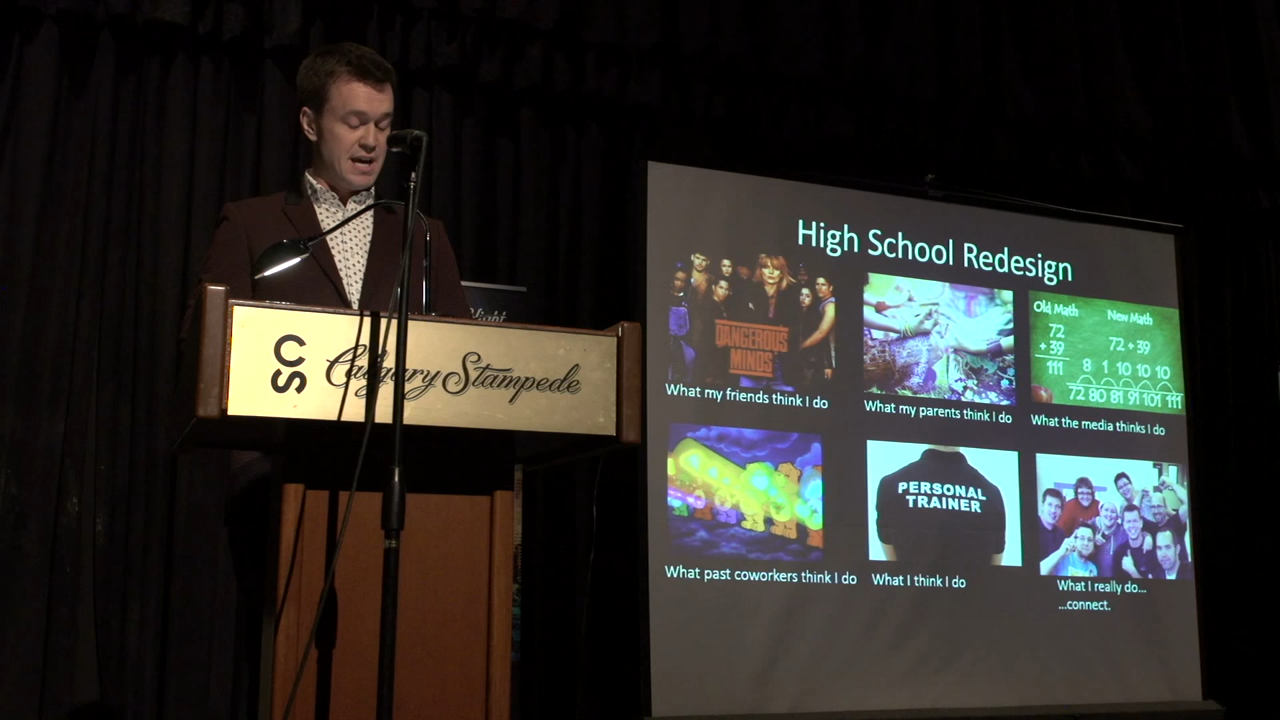 CS Calgary Stampede
High School Redesign
DANGEROUS
MINDS
What my friends think I do
What my parents think I do
Old Math
72
+ 39
111
New Math
72 + 39
8 1 10 10 10
72 80 81 91 101 111
What the media thinks I do
What past coworkers think I do
PERSONAL
TRAINER
What I think I do
What I really do...
...connect.